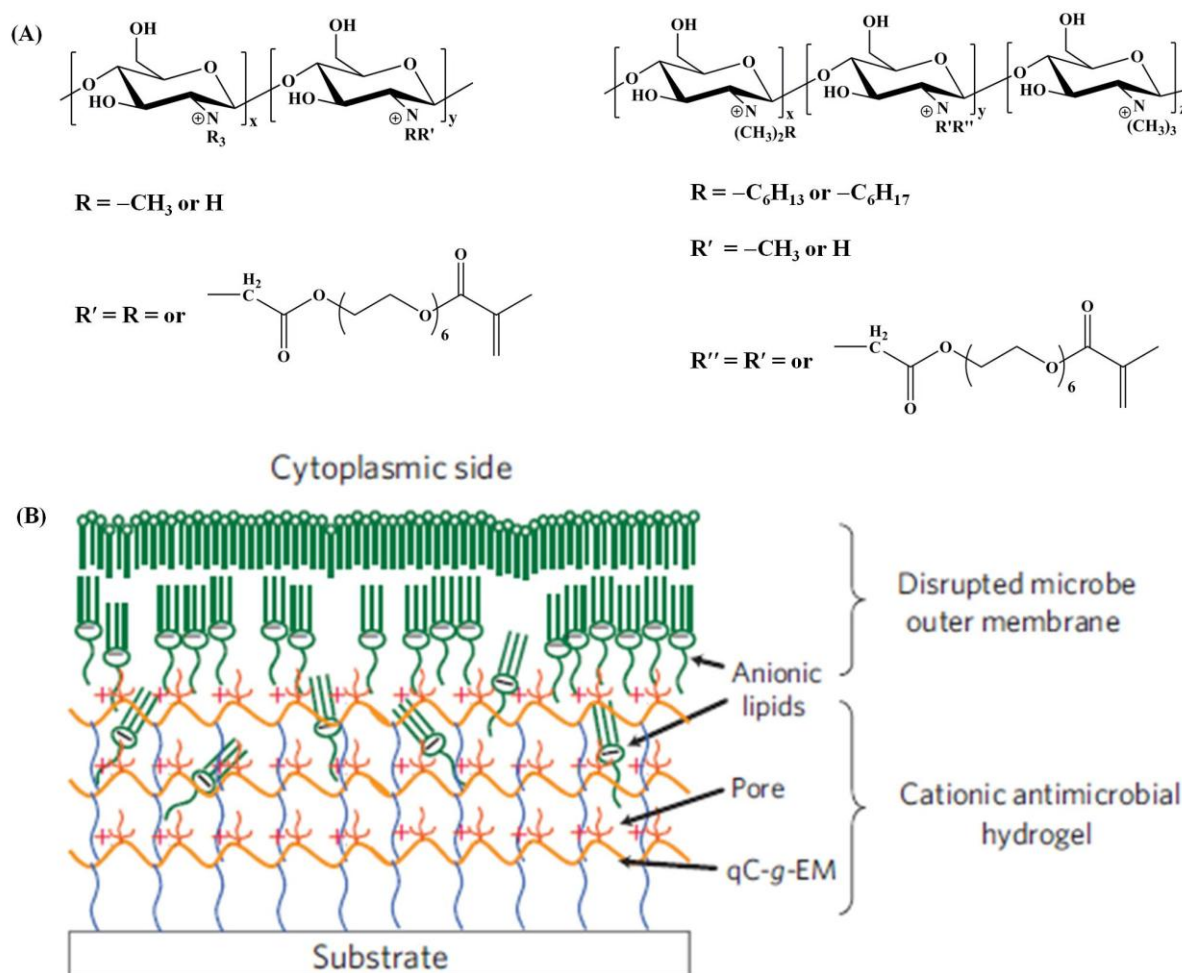 (A)
OH OH
O O O O
HO HO
⊕ N ⊕ N
R₃ x RR' y
OH OH OH
O O O O O O
HO HO HO
⊕ N ⊕ N ⊕ N
(CH₃)₂R x R'R'' y (CH₃)₃ z
R = –CH₃ or H
R' = R = or
H₂
C O O O O 6 O
R = –C₆H₁₃ or –C₆H₁₇
R' = –CH₃ or H
R'' = R' = or
H₂
C O O O O 6 O
Cytoplasmic side
(B)
Disrupted microbe
outer membrane
Anionic
lipids
Pore
qC-g-EM
Cationic antimicrobial
hydrogel
Substrate